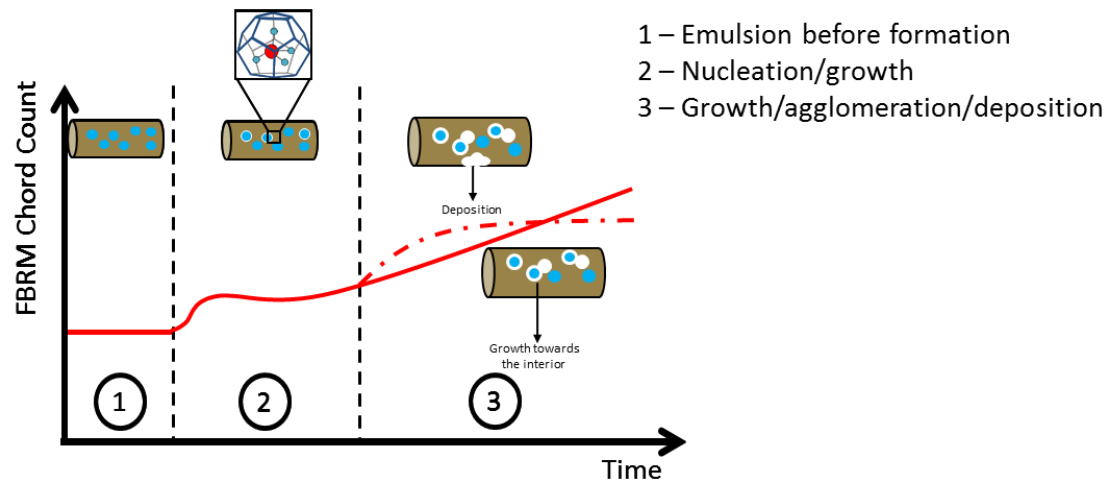 1 – Emulsion before formation
2 – Nucleation/growth
3 – Growth/agglomeration/deposition
FBRM Chord Count
Deposition
Growth towards
the interior
1
2
3
Time